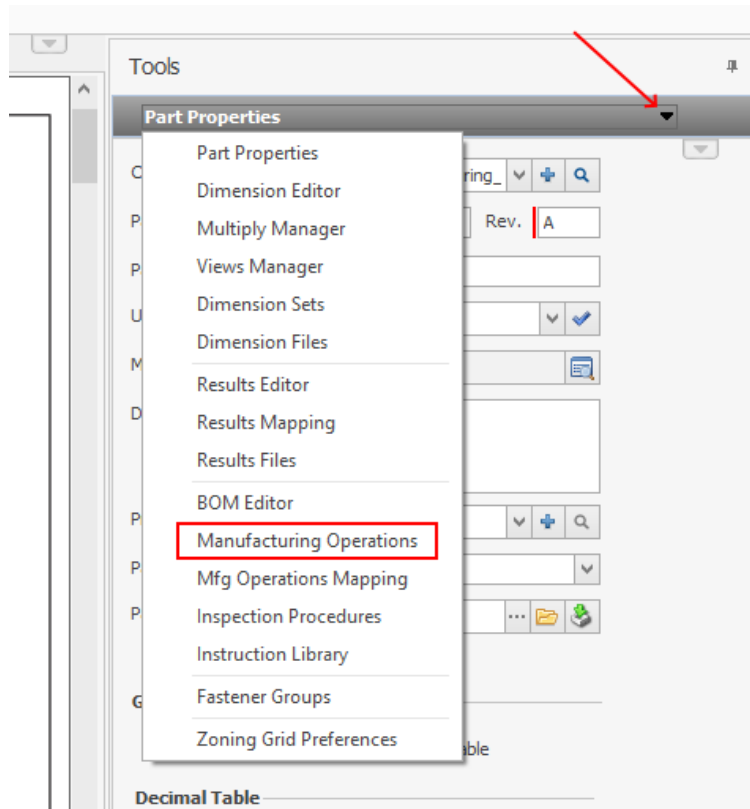 Tools
Part Properties
Part Properties
Dimension Editor
ring_
Multiply Manager
Rev. A
Views Manager
Dimension Sets
Dimension Files
Results Editor
Results Mapping
Results Files
BOM Editor
Manufacturing Operations
Mfg Operations Mapping
Inspection Procedures
Instruction Library
Fastener Groups
Zoning Grid Preferences
able
Decimal Table